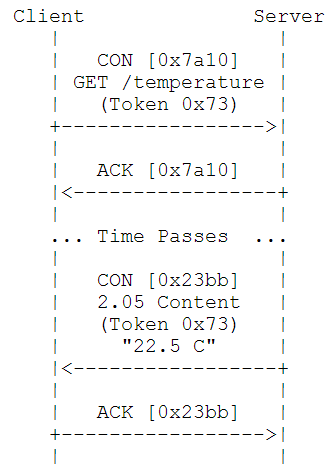 Client Server
CON [0x7a10]
GET /temperature
(Token 0x73)
ACK [0x7a10]
... Time Passes ...
CON [0x23bb]
2.05 Content
(Token 0x73)
"22.5 C"
ACK [0x23bb]